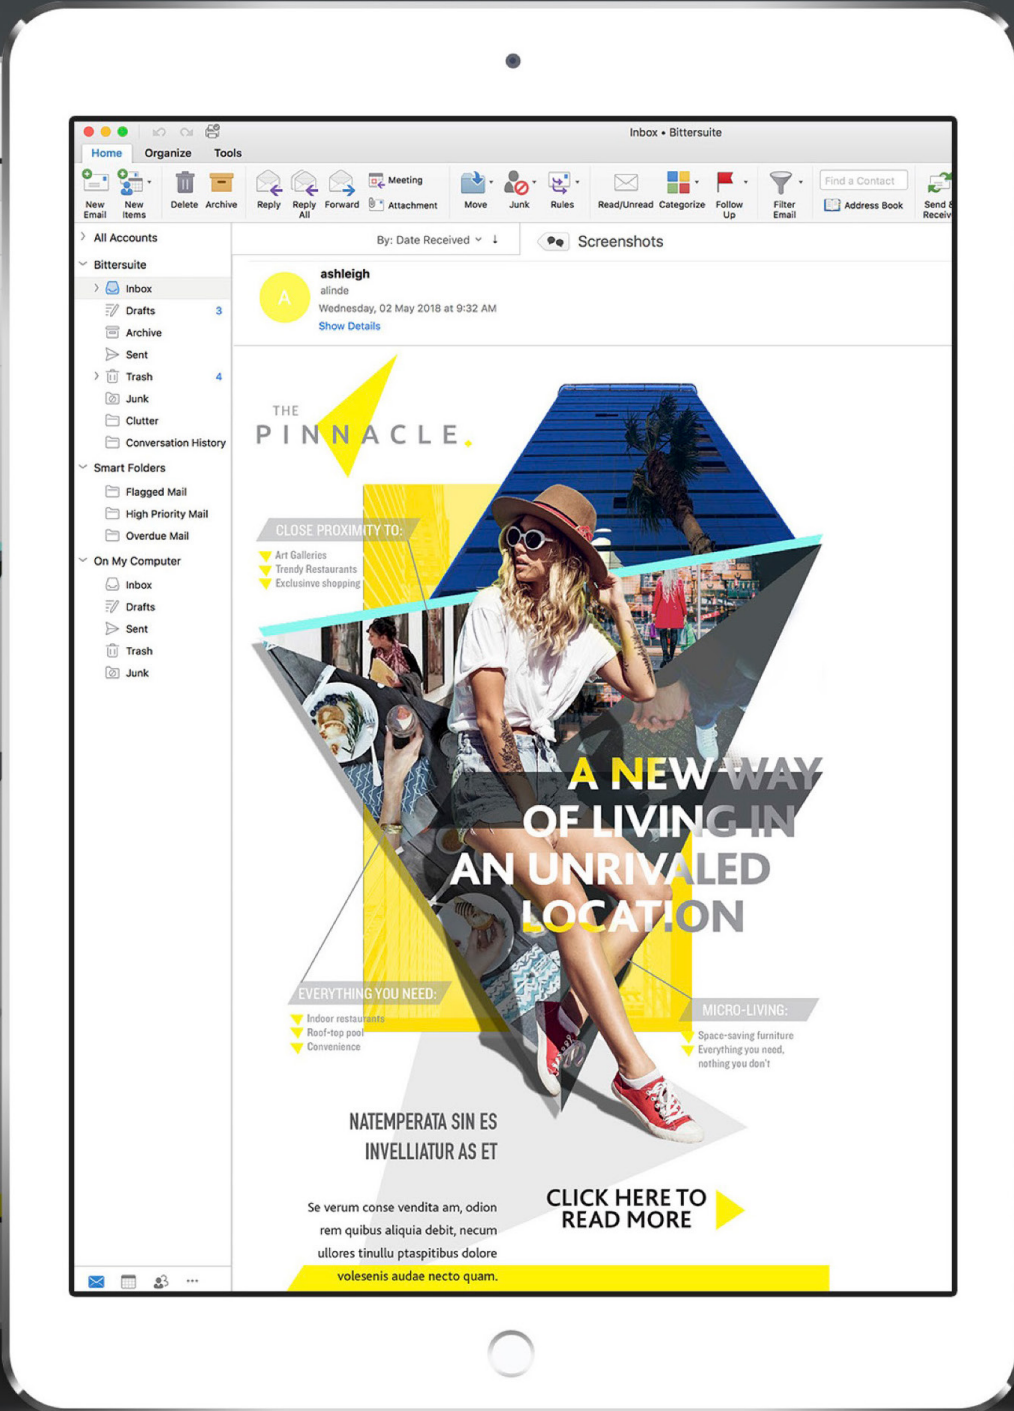 Inbox • Bittersuite
Home Organize Tools
New Email
New Items
Delete
Archive
Reply
Reply All
Forward
Meeting
Attachment
Move
Junk
Rules
Read/Unread
Categorize
Follow Up
Filter Email
Find a Contact
Address Book
Send &
Receiv
All Accounts
Bittersuite
Inbox
Drafts 3
Archive
Sent
Trash 4
Junk
Clutter
Conversation History
Smart Folders
Flagged Mail
High Priority Mail
Overdue Mail
On My Computer
Inbox
Drafts
Sent
Trash
Junk
By: Date Received
Screenshots
A
ashleigh
alinde
Wednesday, 02 May 2018 at 9:32 AM
Show Details
THE
PINNACLE.
CLOSE PROXIMITY TO:
Art Galleries
Trendy Restaurants
Exclusinve shopping
A NEW WAY
OF LIVING IN
AN UNRIVALED
LOCATION
EVERYTHING YOU NEED:
Indoor restaurants
Roof-top pool
Convenience
MICRO-LIVING:
Space-saving furniture
Everything you need,
nothing you don't
NATEMPERATA SIN ES
INVELLIATUR AS ET
Se verum conse vendita am, odion
rem quibus aliquia debit, necum
ullores tinullu ptaspitibus dolore
volesenis audae necto quam.
CLICK HERE TO
READ MORE